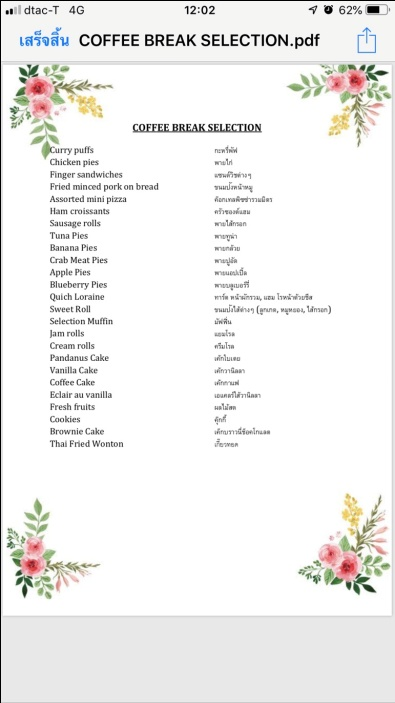 dtac-T 4G 12:02 62%
เสร็จสิ้น COFFEE BREAK SELECTION.pdf
COFFEE BREAK SELECTION
Curry puffs กะหรี่พัฟ
Chicken pies พายไก่
Finger sandwiches แซนด์วิชต่างๆ
Fried minced pork on bread ขนมปังหน้าหมู
Assorted mini pizza ค๊อกเทลพิซซ่ารวมมิตร
Ham croissants ครัวซองต์แฮม
Sausage rolls พายไส้กรอก
Tuna Pies พายทูน่า
Banana Pies พายกล้วย
Crab Meat Pies พายปูอัด
Apple Pies พายแอปเปิ้ล
Blueberry Pies พายบลูเบอร์รี่
Quich Loraine ทาร์ต หน้าผักรวม, แฮม โรยหน้าด้วยชีส
Sweet Roll ขนมปังไส้ต่างๆ (ลูกเกด, หมูหยอง, ไส้กรอก)
Selection Muffin มัฟฟิ่น
Jam rolls แยมโรล
Cream rolls ครีมโรล
Pandanus Cake เค้กใบเตย
Vanilla Cake เค้กวานิลลา
Coffee Cake เค้กกาแฟ
Eclair au vanilla เอแคลร์ไส้วานิลลา
Fresh fruits ผลไม้สด
Cookies คุ๊กกี้
Brownie Cake เค้กบราวนี่ช็อคโกแลต
Thai Fried Wonton เกี๊ยวทอด